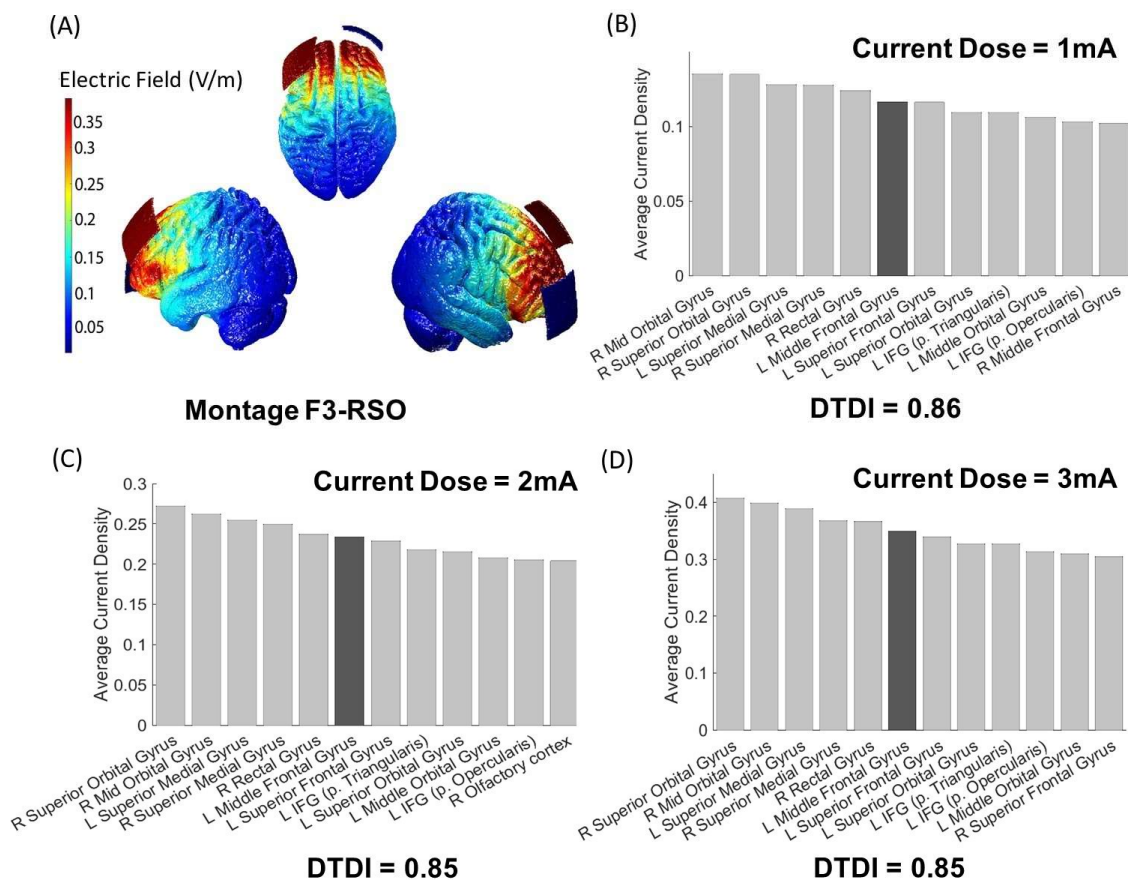 (A)
Electric Field (V/m)
0.35
0.3
0.25
0.2
0.15
0.1
0.05
Montage F3-RSO
(B)
Current Dose = 1mA
Average Current Density
0.1
0.05
0
R Mid Orbital Gyrus
R Superior Orbital Gyrus
L Superior Medial Gyrus
R Superior Medial Gyrus
R Rectal Gyrus
L Middle Frontal Gyrus
L Superior Frontal Gyrus
L Superior Orbital Gyrus
L IFG (p. Triangularis)
L Middle Orbital Gyrus
L IFG (p. Opercularis)
R Middle Frontal Gyrus
DTDI = 0.86
(C)
Current Dose = 2mA
Average Current Density
0.3
0.25
0.2
0.15
0.1
0.05
0
R Superior Orbital Gyrus
R Mid Orbital Gyrus
L Superior Medial Gyrus
R Superior Medial Gyrus
R Rectal Gyrus
L Middle Frontal Gyrus
L Superior Frontal Gyrus
L IFG (p. Triangularis)
L Superior Orbital Gyrus
L Middle Orbital Gyrus
L IFG (p. Opercularis)
R Olfactory cortex
DTDI = 0.85
(D)
Current Dose = 3mA
Average Current Density
0.4
0.3
0.2
0.1
0
R Superior Orbital Gyrus
R Mid Orbital Gyrus
L Superior Medial Gyrus
R Superior Medial Gyrus
R Rectal Gyrus
L Middle Frontal Gyrus
L Superior Frontal Gyrus
L Superior Orbital Gyrus
L IFG (p. Triangularis)
L IFG (p. Opercularis)
L Middle Orbital Gyrus
R Superior Frontal Gyrus
DTDI = 0.85